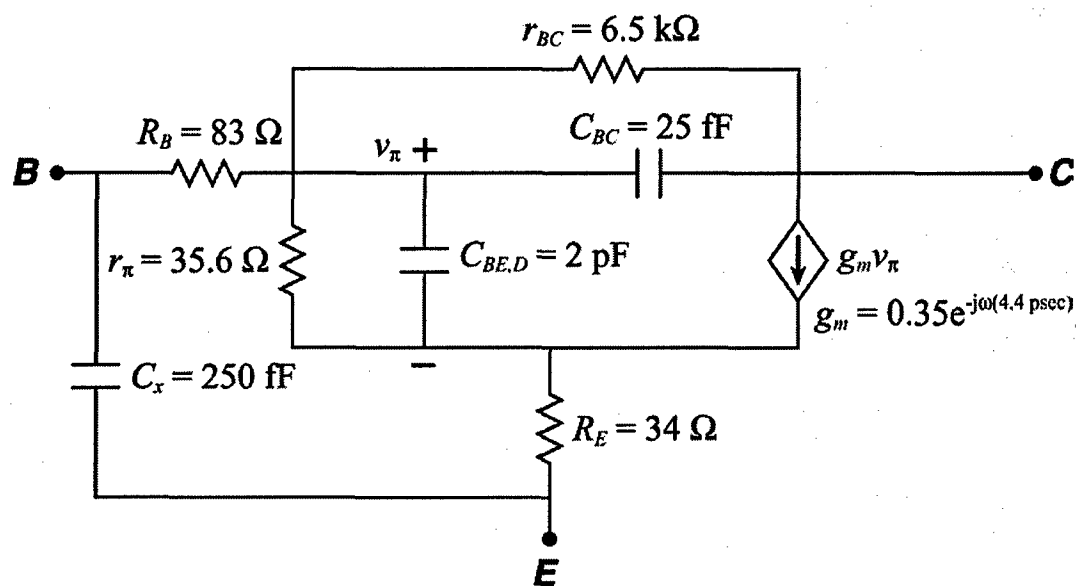 r_BC = 6.5 kΩ
R_B = 83 Ω
C_BC = 25 fF
v_π +
B
C
r_π = 35.6 Ω
C_BE,D = 2 pF
g_m v_π
g_m = 0.35e^-jω(4.4 psec)
−
C_x = 250 fF
R_E = 34 Ω
E